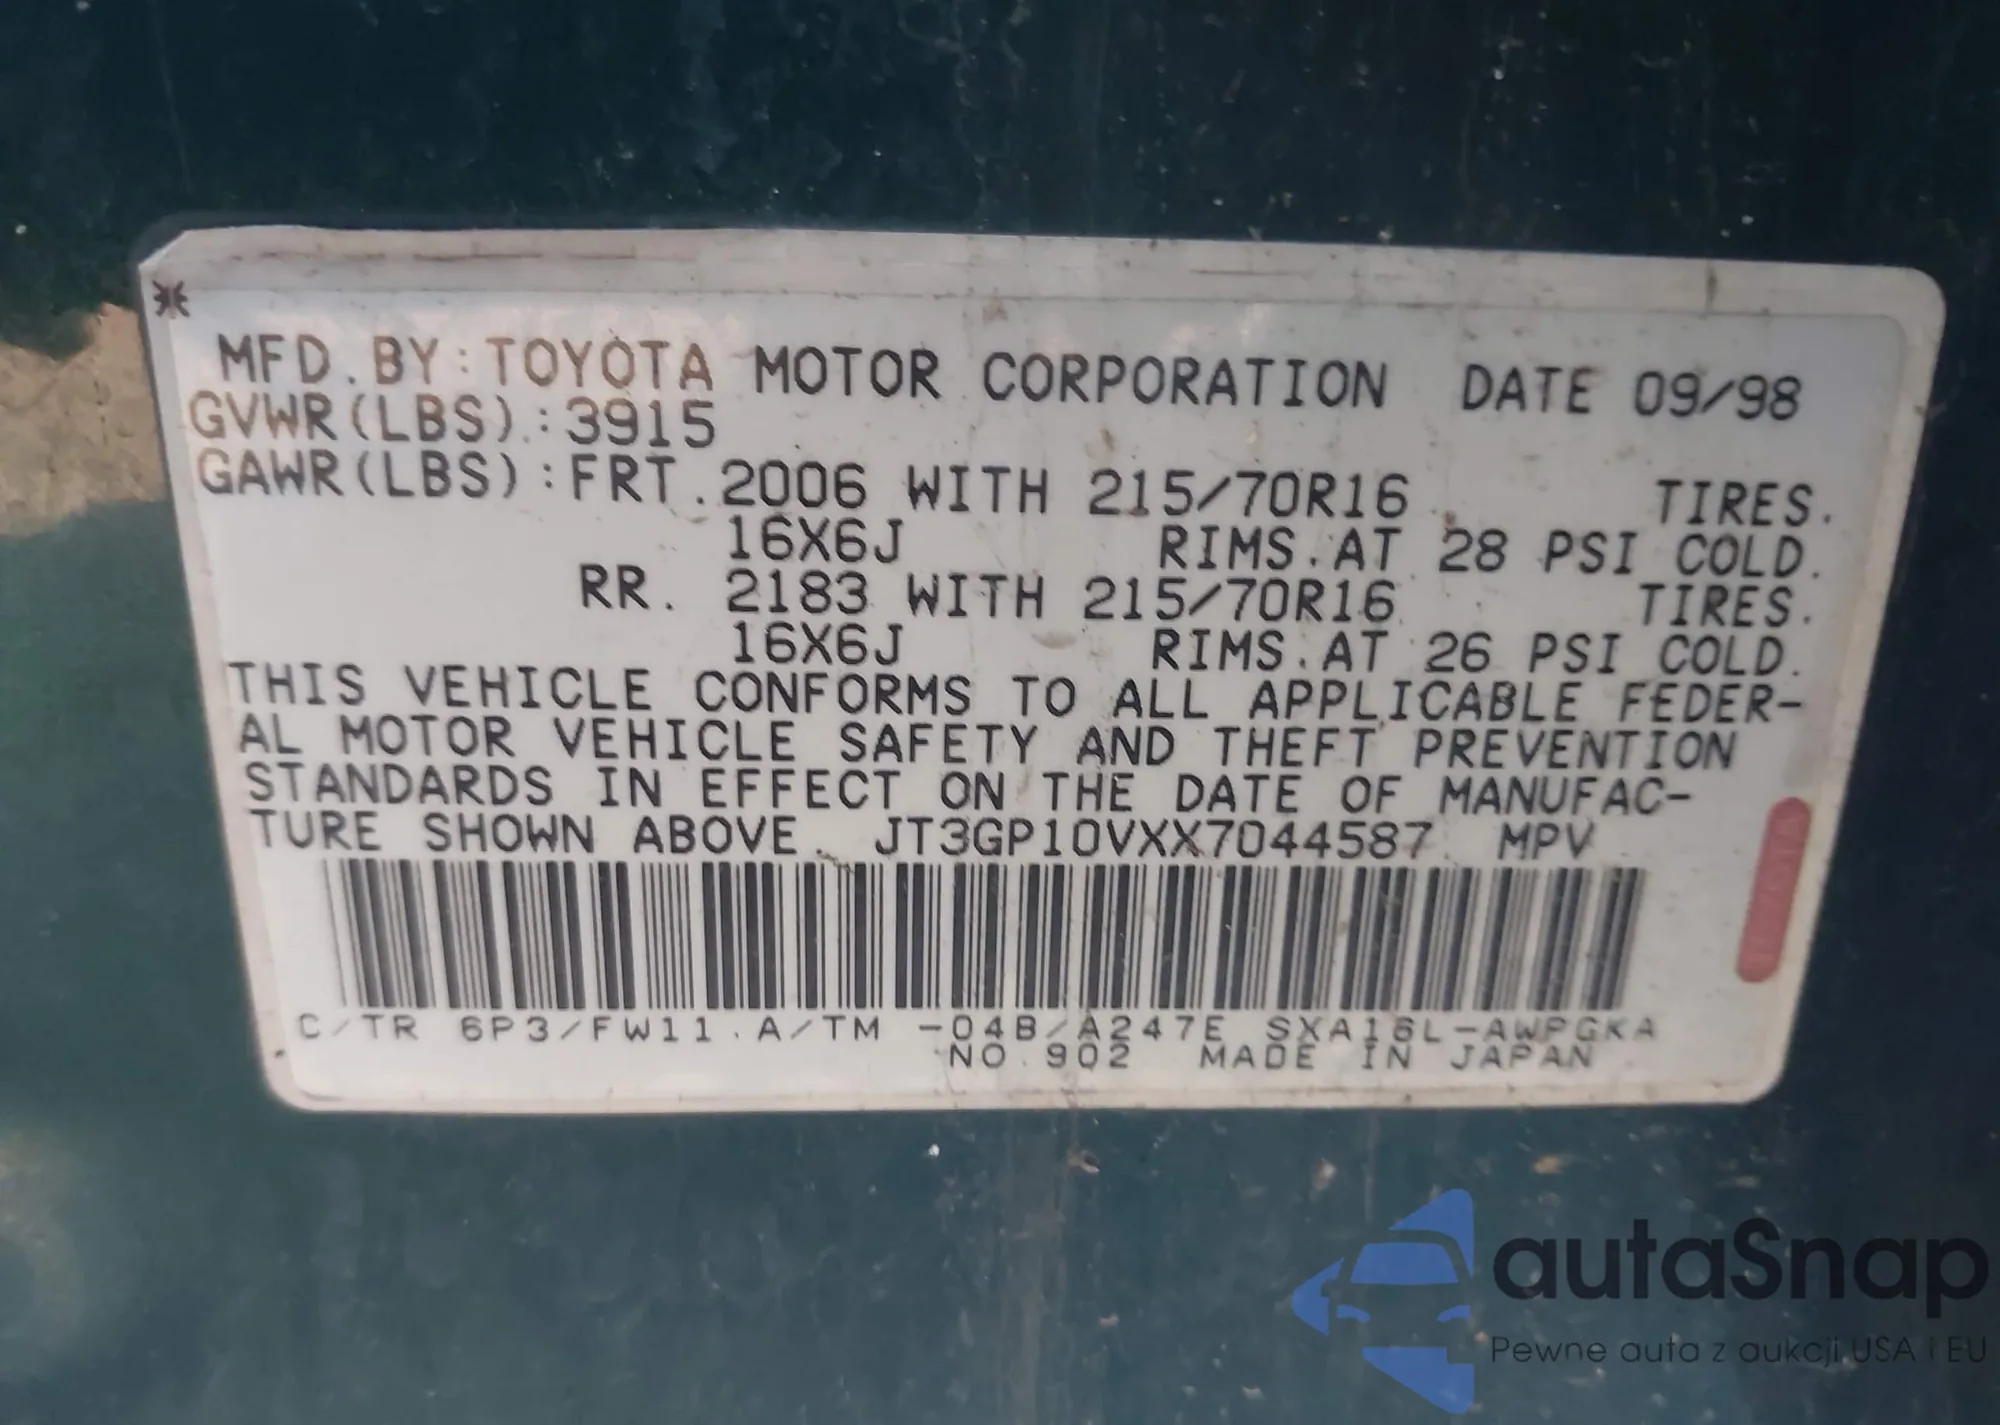 MFD. BY: TOYOTA MOTOR CORPORATION DATE 09/98
GVWR(LBS).:3915
GAWR(LBS):FRT.2006 WITH 215/70R16 TIRES.
16X6J RIMS.AT 28 PSI COLD.
RR. 2183 WITH 215/70R16 TIRES.
16X6J RIMS.AT 26 PSI COLD.
THIS VEHICLE CONFORMS TO ALL APPLICABLE FEDER-
AL MOTOR VEHICLE SAFETY AND THEFT PREVENTION
STANDARDS IN EFFECT ON THE DATE OF MANUFAC-
TURE SHOWN ABOVE. JT3GP10VXX7044587 MPV
C/TR 6P3/FW11.A/TM -04B/A247E SXA16L-AWPGKA
NO.902 MADE IN JAPAN
autaSnap
Pewne auta z aukcji USA i EU